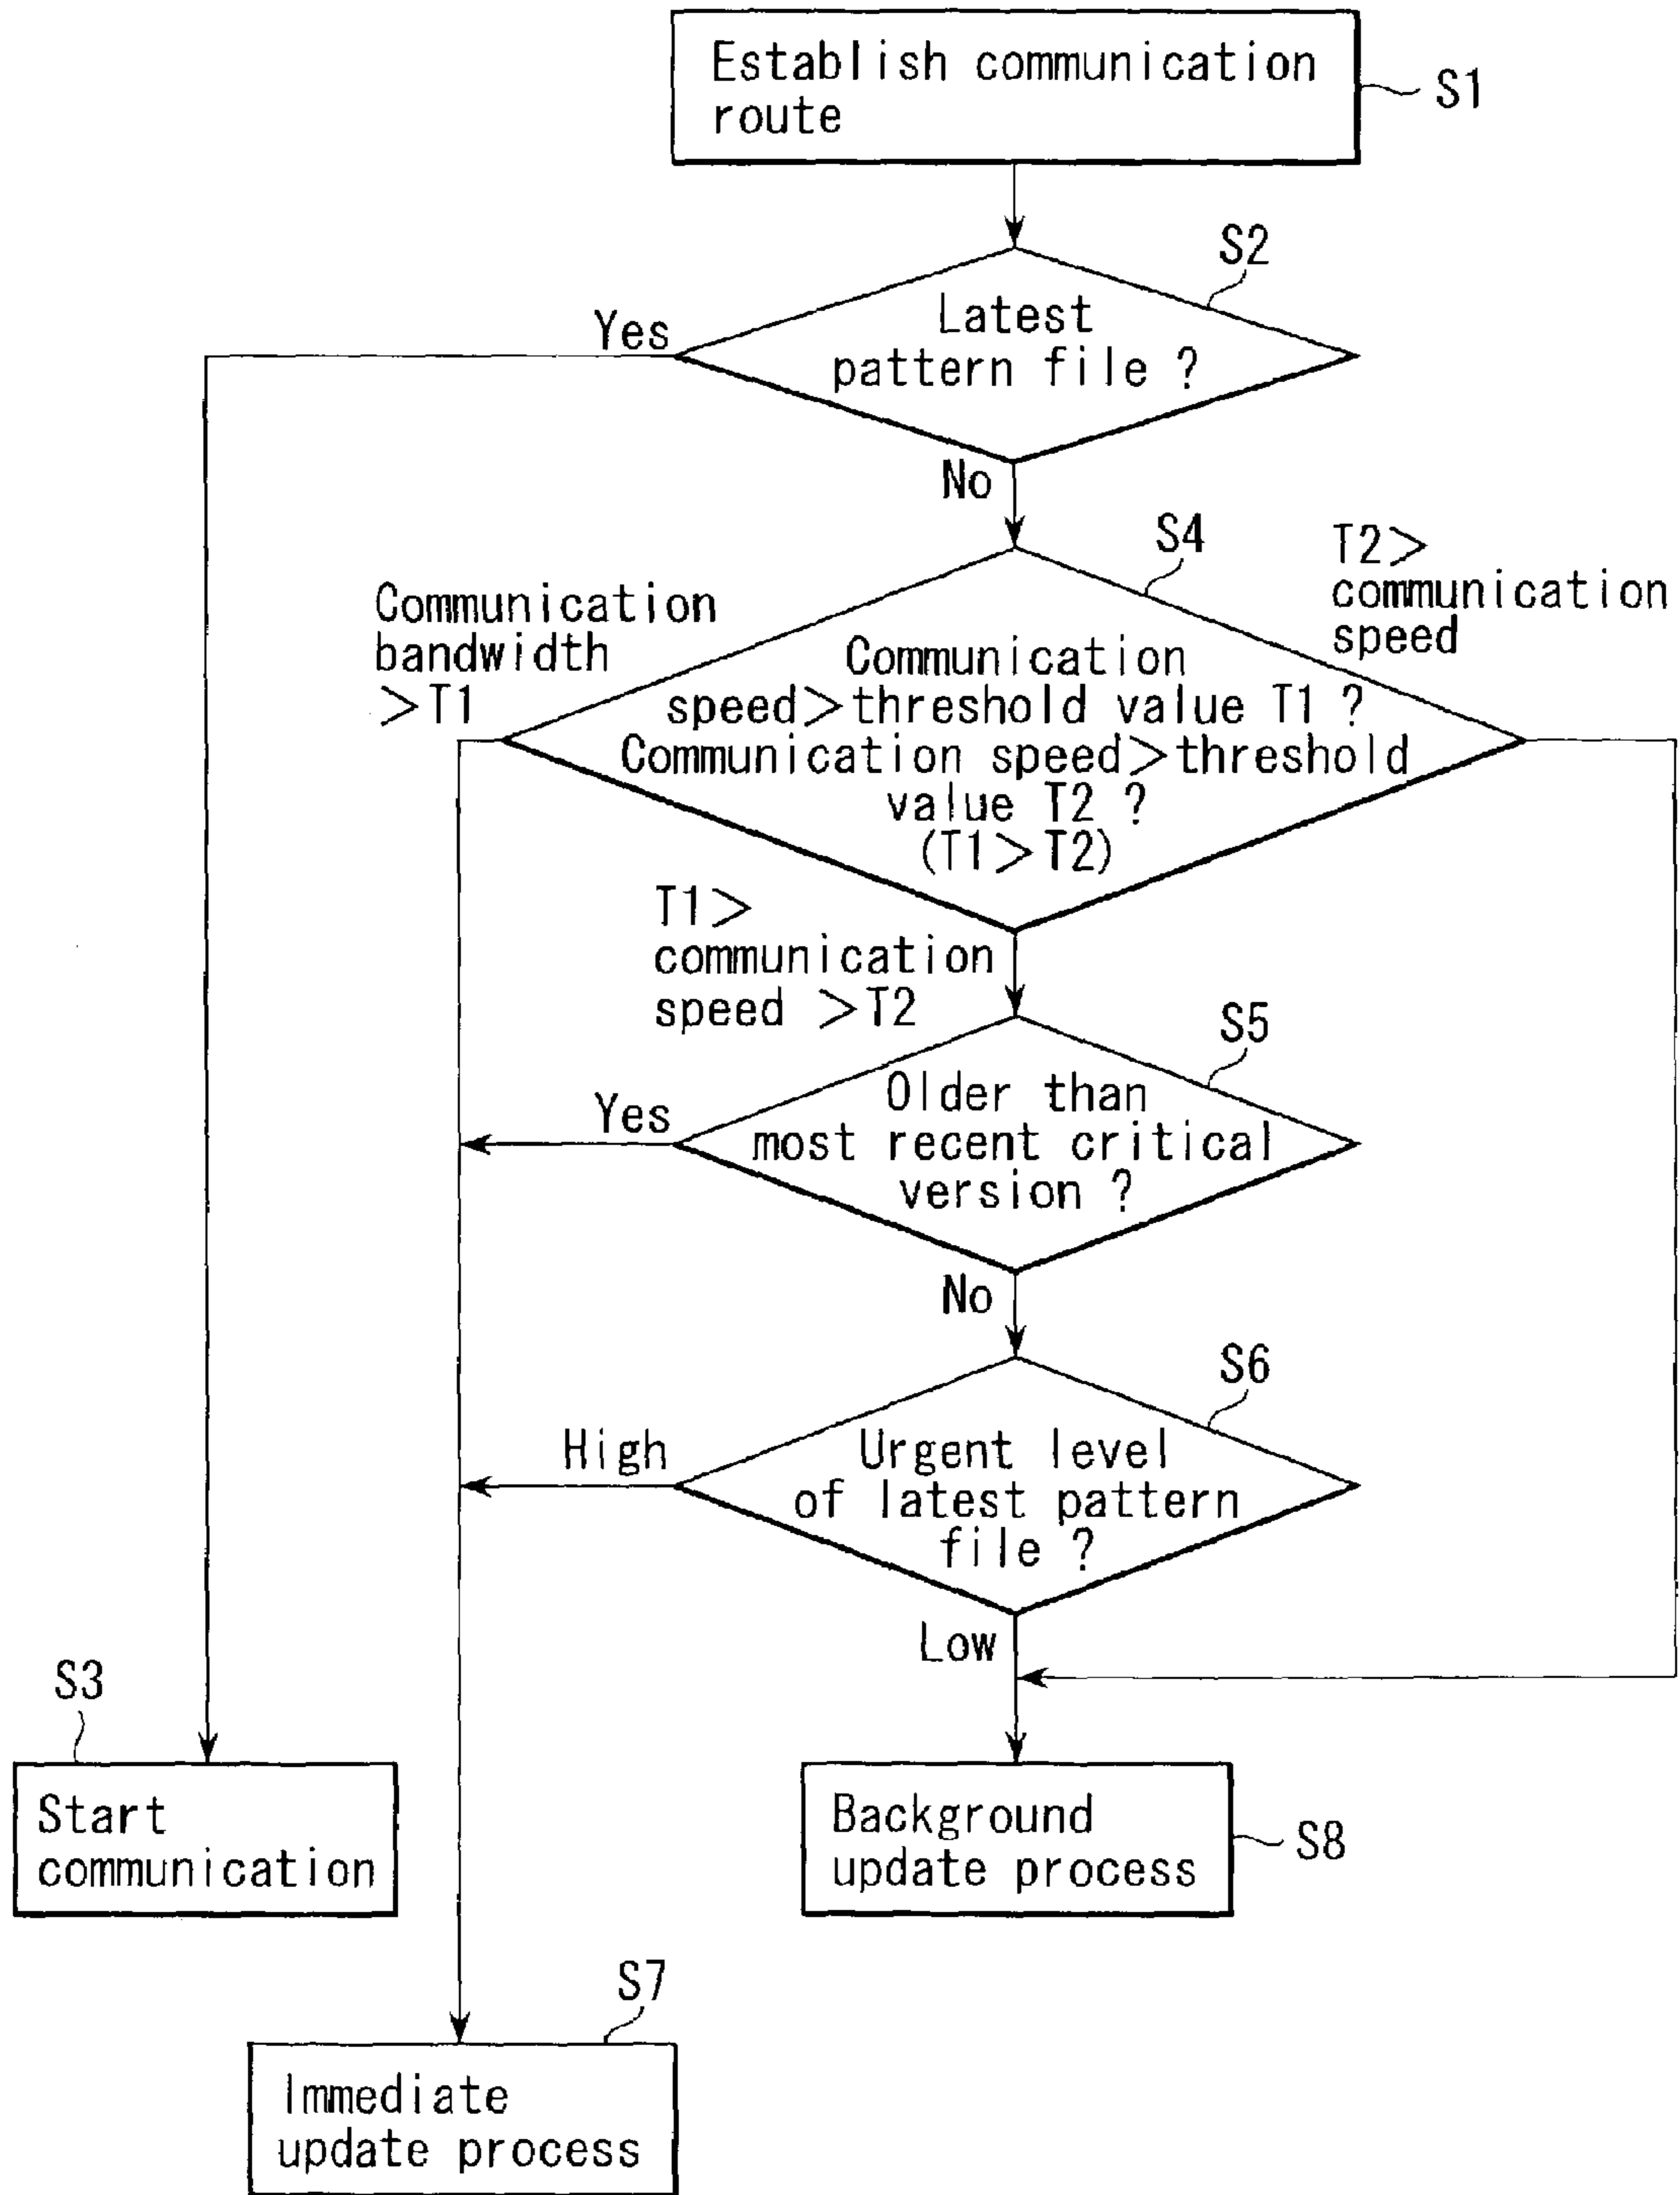 Establish communication
route
S1
S2
Yes
Latest
pattern file ?
No
S4
T2>
communication
speed
Communication
bandwidth
>T1
Communication
speed>threshold value T1 ?
Communication speed>threshold
value T2 ?
(T1>T2)
T1>
communication
speed >T2
S5
Yes
Older than
most recent critical
version ?
No
S6
High
Urgent level
of latest pattern
file ?
Low
S3
Start
communication
Background
update process
S8
S7
Immediate
update process